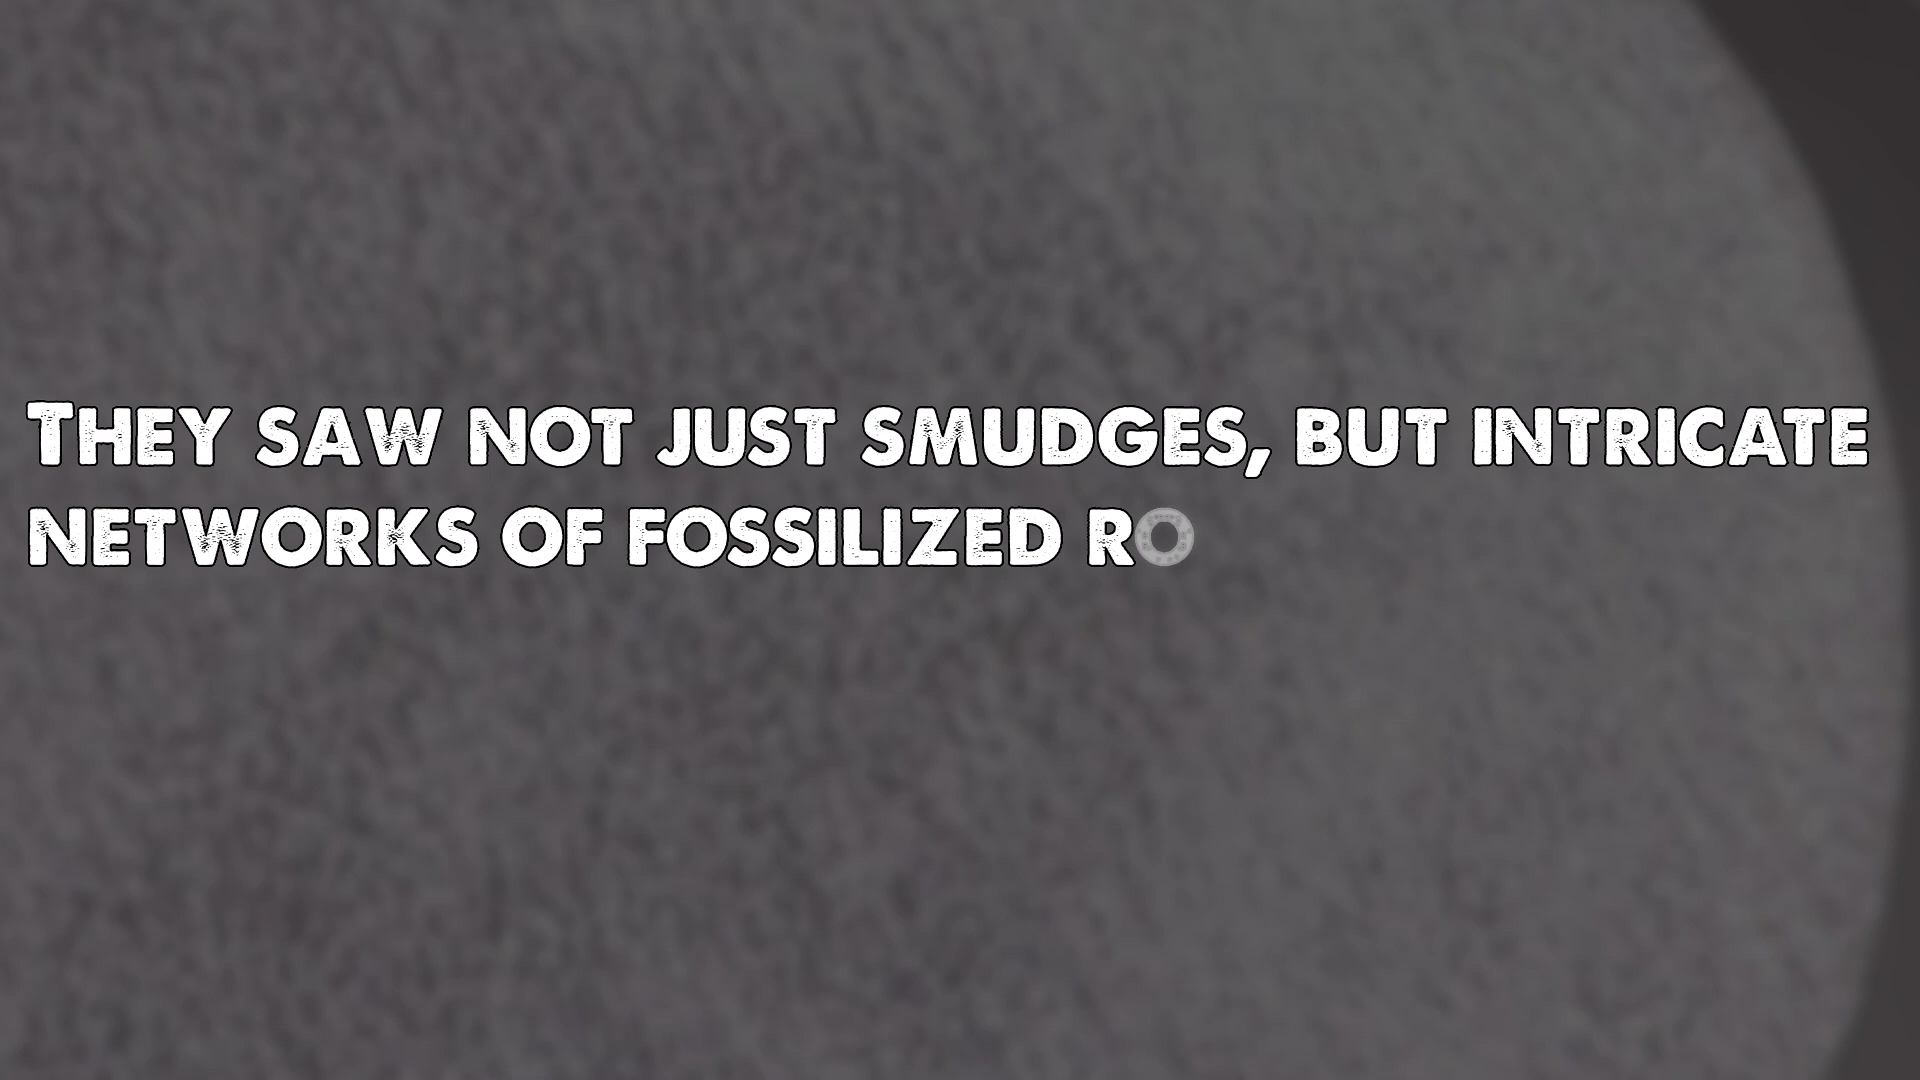 They saw not just smudges, but intricate
networks of fossilized ro